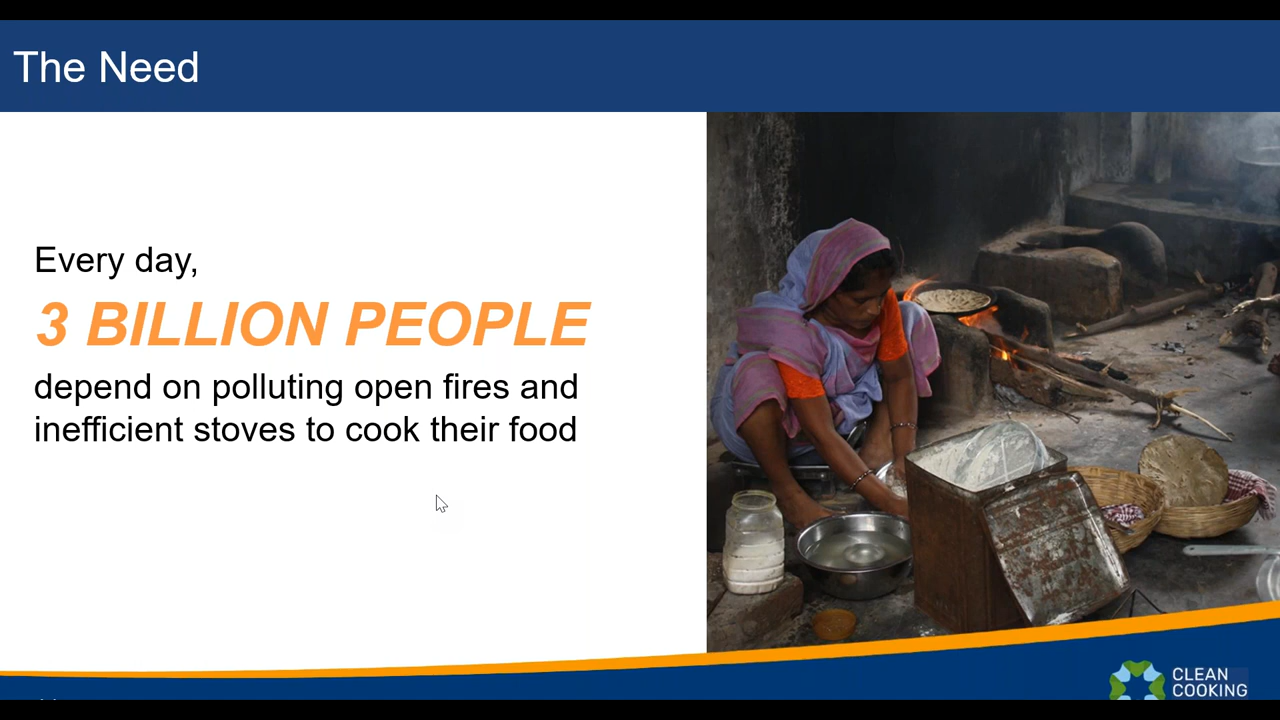 The Need
Every day,
3 BILLION PEOPLE
depend on polluting open fires and
inefficient stoves to cook their food
CLEAN
COOKING